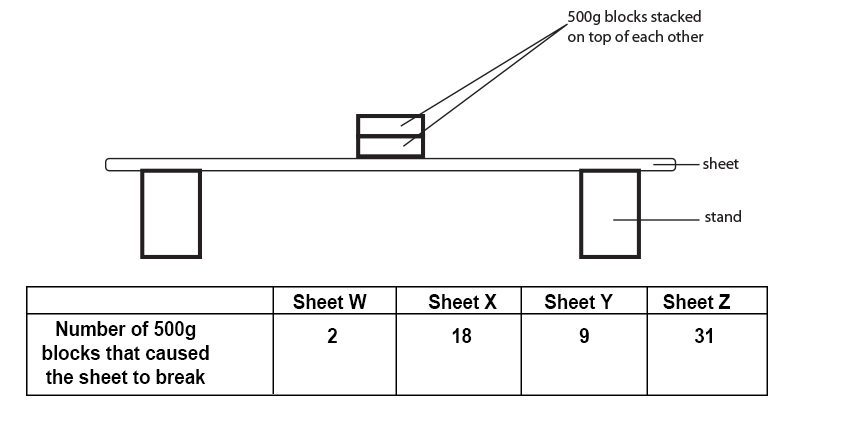 500g blocks stacked
on top of each other
sheet
stand
Sheet W Sheet X Sheet Y Sheet Z
Number of 500g
blocks that caused
the sheet to break
2 18 9 31